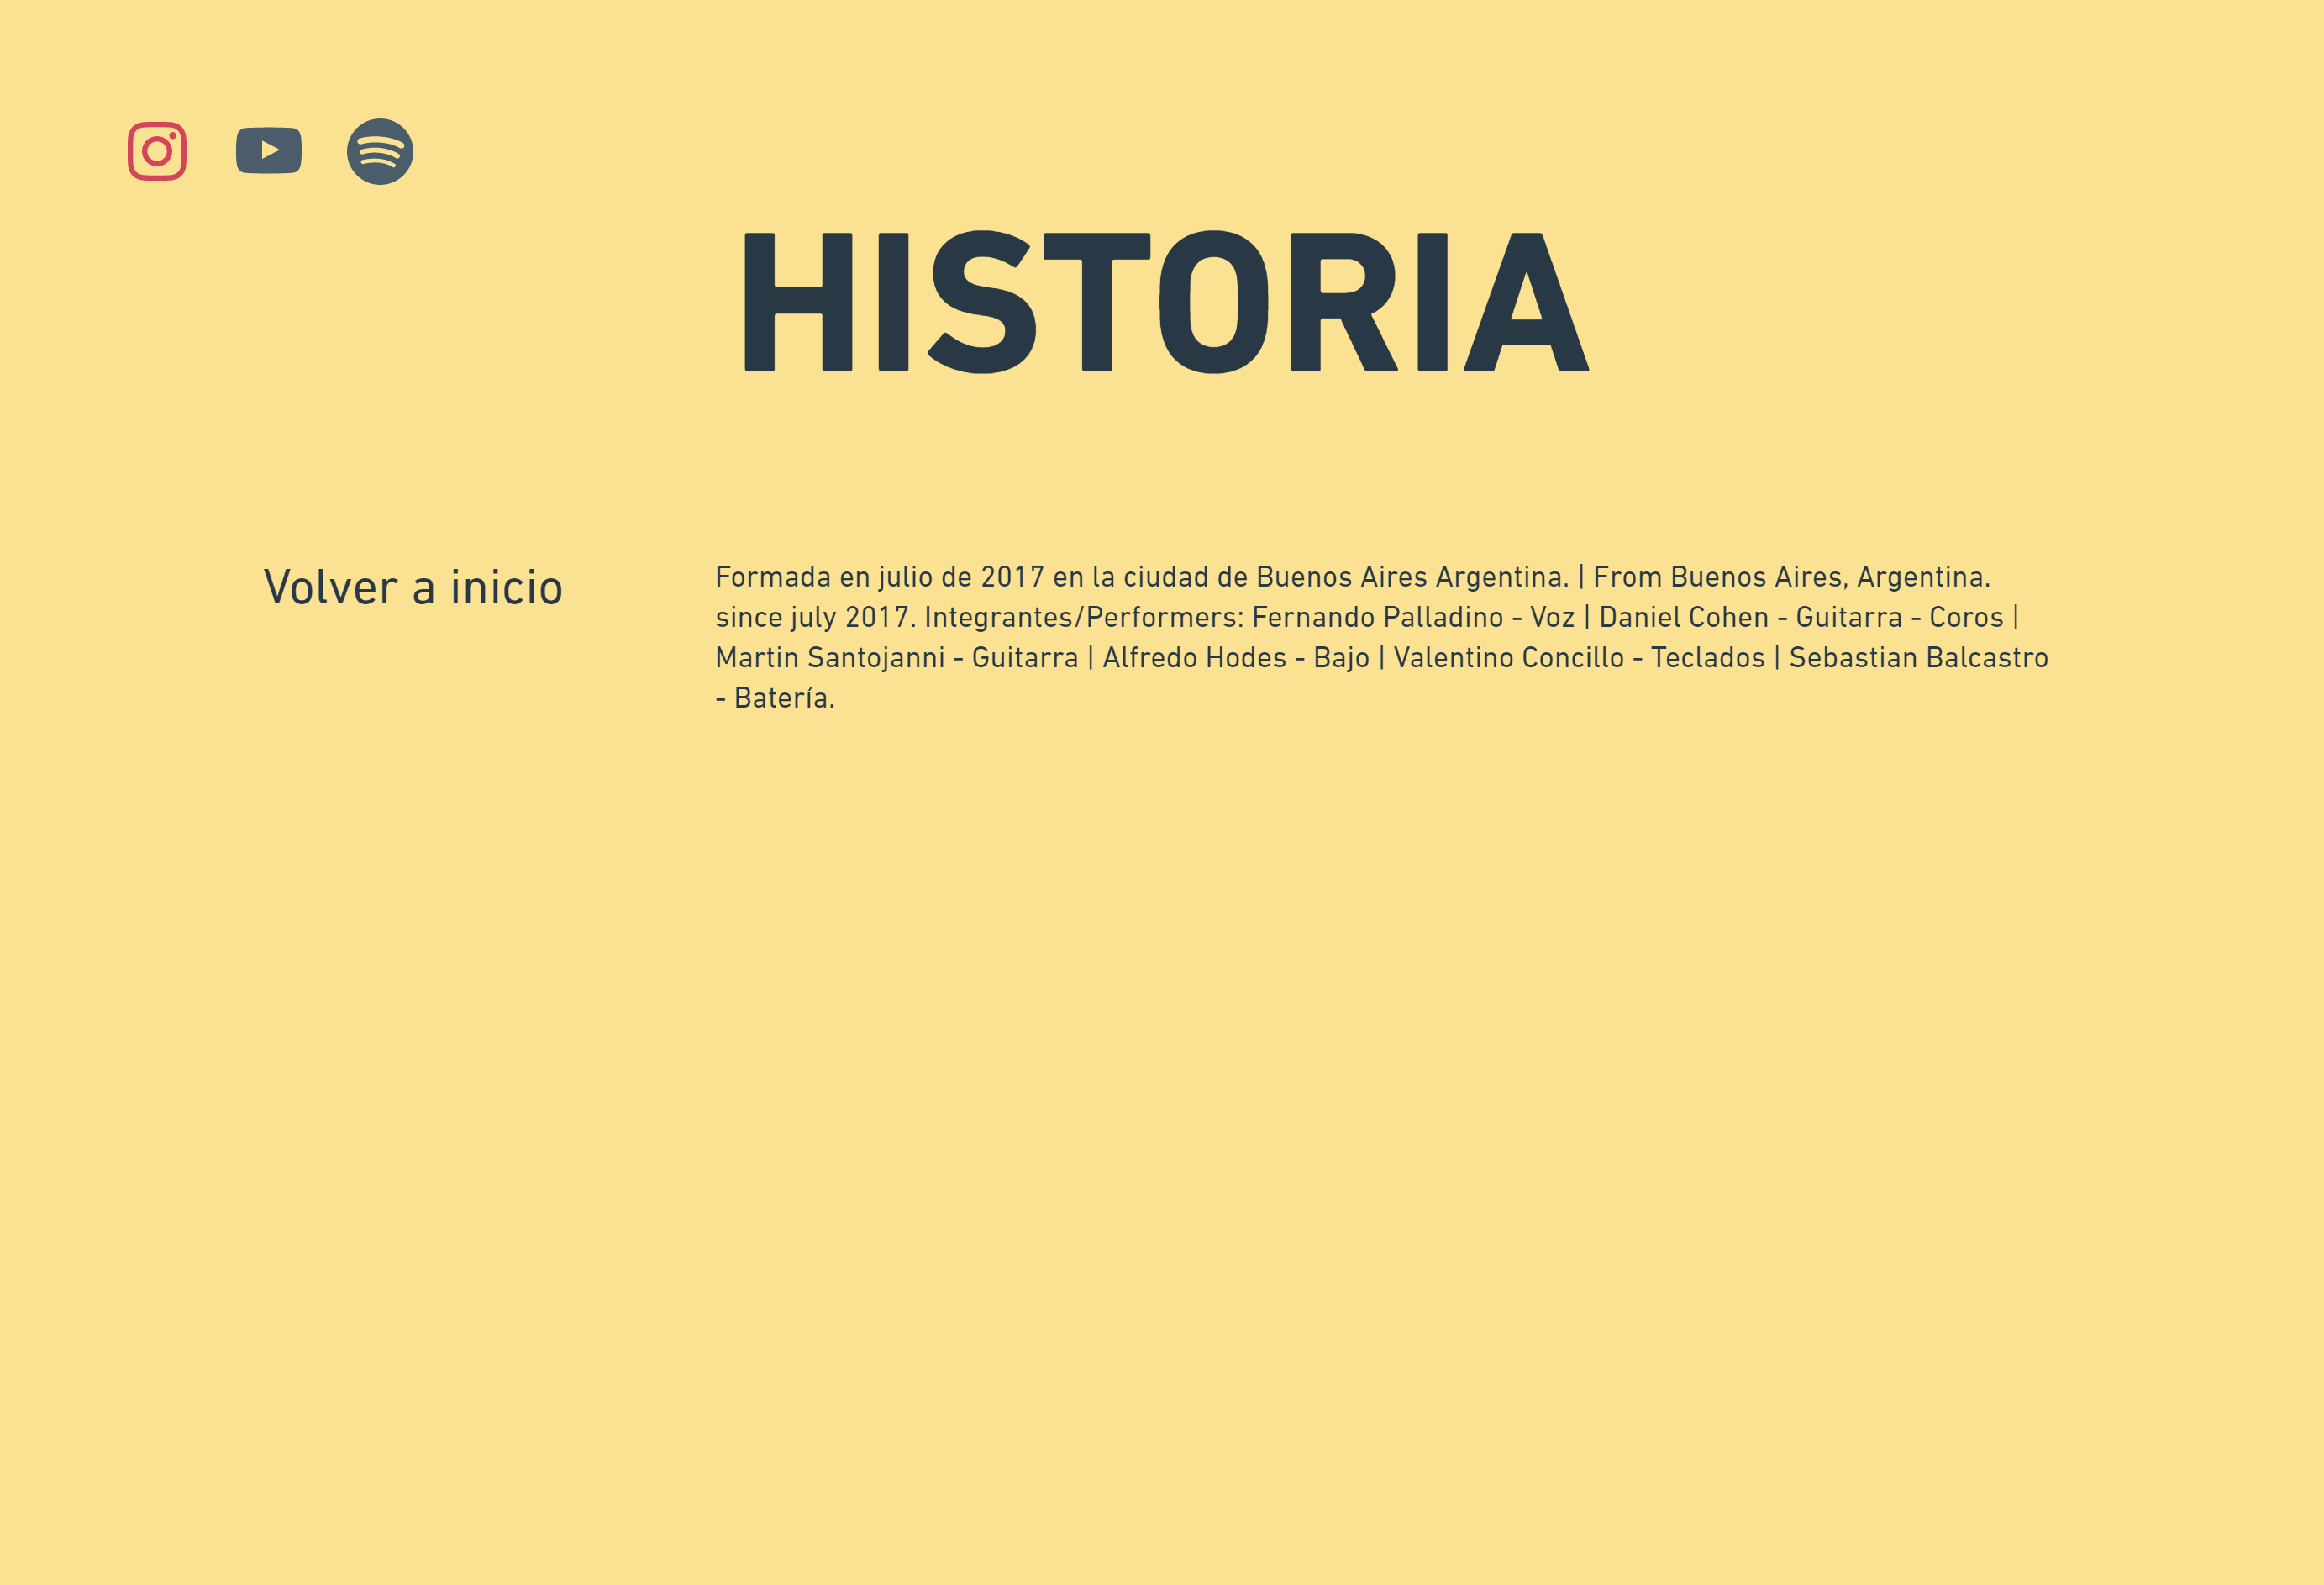 HISTORIA
Volver a inicio
Formada en julio de 2017 en la ciudad de Buenos Aires Argentina. | From Buenos Aires, Argentina.
since july 2017. Integrantes/Performers: Fernando Palladino - Voz | Daniel Cohen - Guitarra - Coros |
Martin Santojanni - Guitarra | Alfredo Hodes - Bajo | Valentino Concillo - Teclados | Sebastian Balcastro
- Batería.